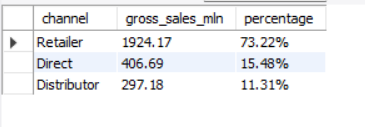 channel gross_sales_mln percentage
Retailer 1924.17 73.22%
Direct 406.69 15.48%
Distributor 297.18 11.31%